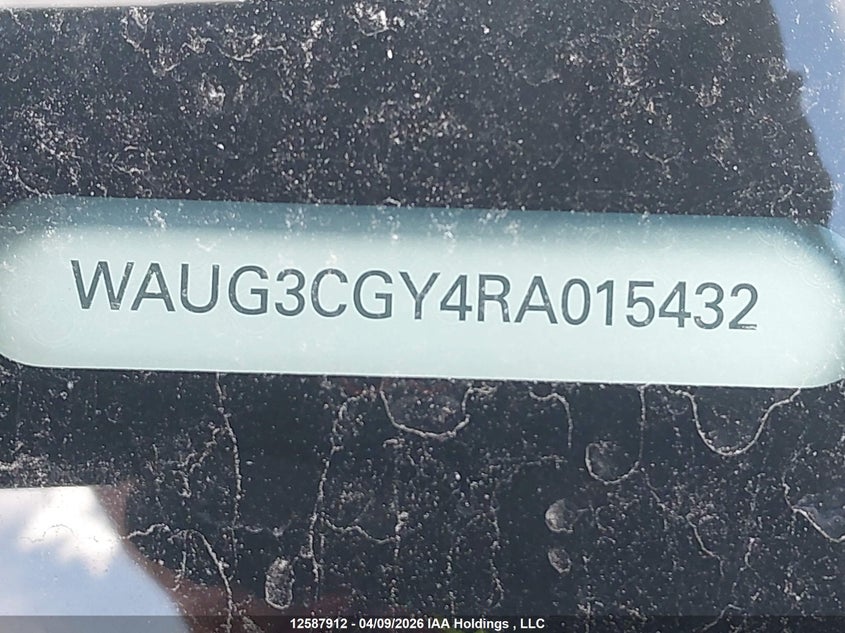 WAUG3CGY4RA015432
12587912 - 04/09/2026 IAA Holdings , LLC